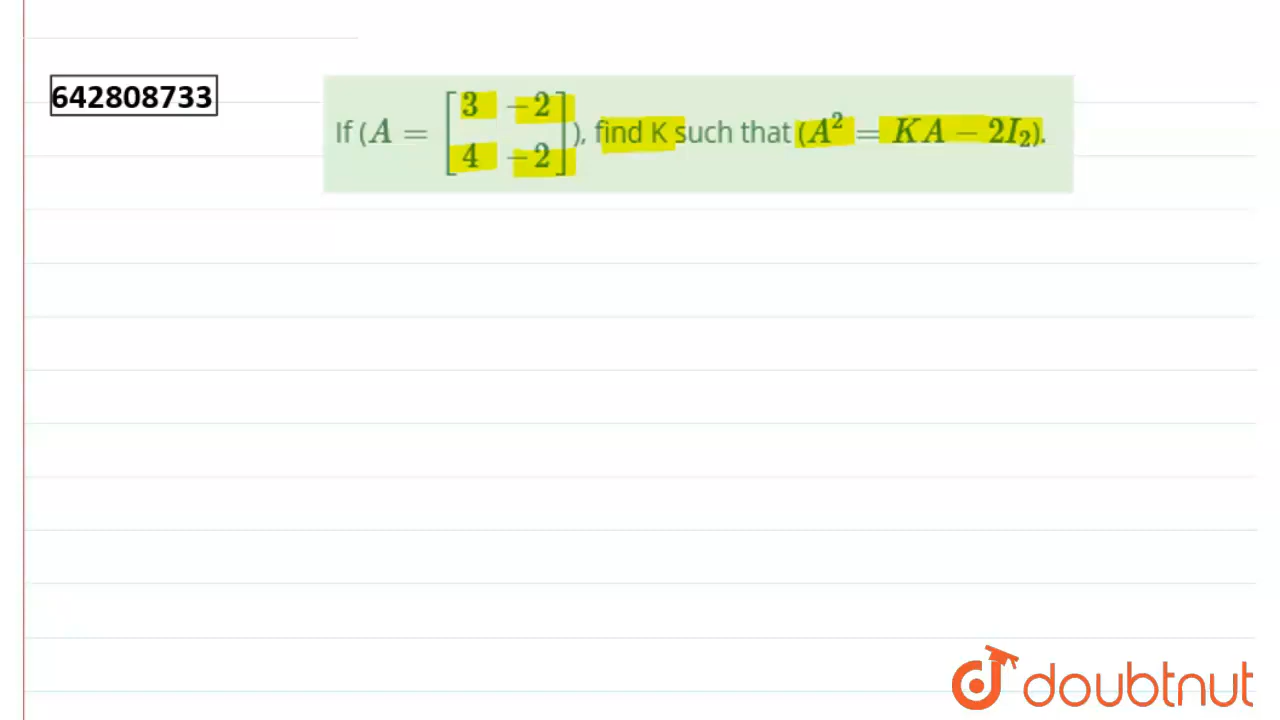 642808733
If (A = [3 −2
4 −2]), find K such that (A² = KA − 2I₂).
doubtnut